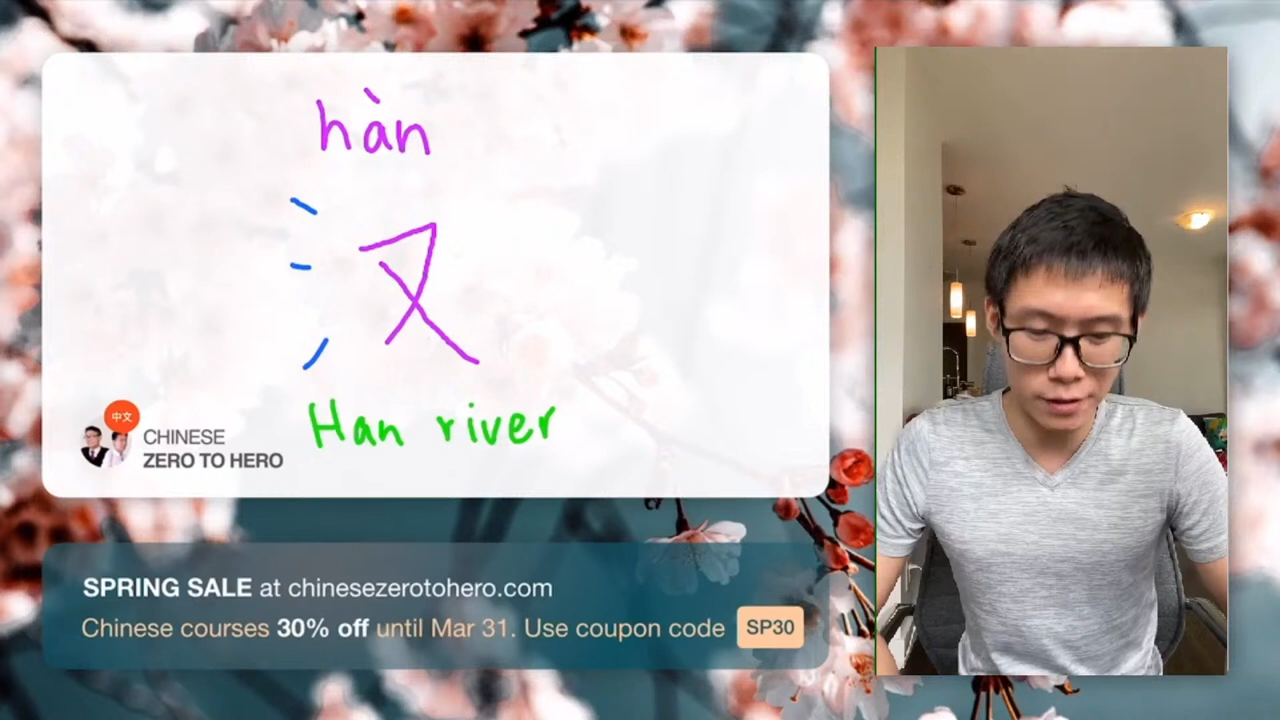 hàn
汉
Han river
中文
CHINESE
ZERO TO HERO
SPRING SALE at chinesezerotohero.com
Chinese courses 30% off until Mar 31. Use coupon code SP30